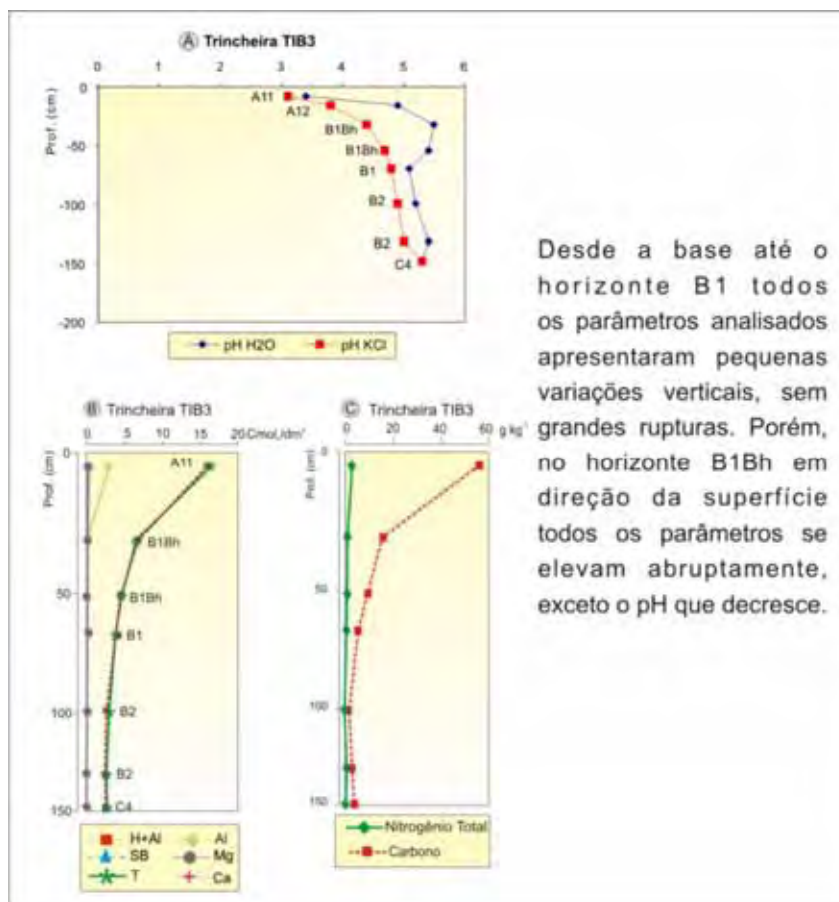 Ⓐ Trincheira TIB3
0 1 2 3 4 5 6
Prof. (cm)
0
-50
-100
-150
-200
A11
A12
B1Bh
B1Bh
B1
B2
B2
C4
pH H2O pH KCl
Ⓑ Trincheira TIB3
0 5 10 15 20 Cmolc/dm³
Prof. (cm)
0
50
100
150
A11
B1Bh
B1Bh
B1
B2
B2
C4
H+Al Al
SB Mg
T Ca
Ⓒ Trincheira TIB3
0 20 40 60 g kg⁻¹
Prof. (cm)
0
50
100
150
Nitrogênio Total
Carbono
Desde a base até o
horizonte B1 todos
os parâmetros analisados
apresentaram pequenas
variações verticais, sem
grandes rupturas. Porém,
no horizonte B1Bh em
direção da superfície
todos os parâmetros se
elevam abruptamente,
exceto o pH que decresce.